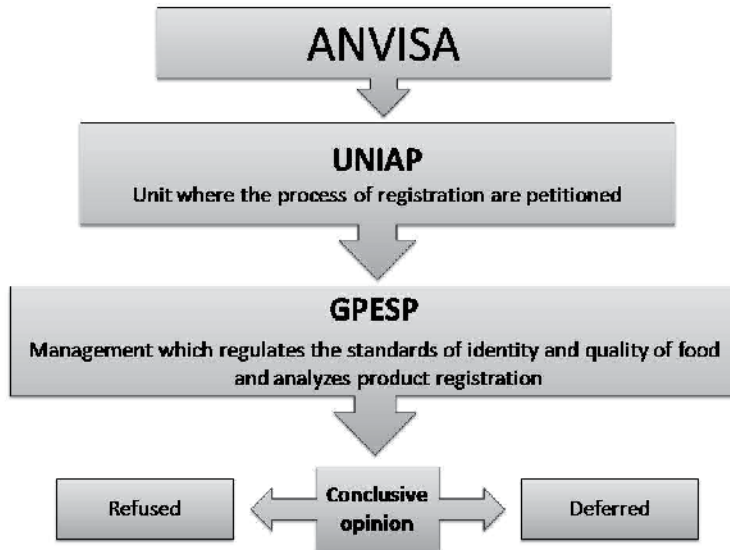 ANVISA
UNIAP
Unit where the process of registration are petitioned
GPESP
Management which regulates the standards of identity and quality of food
and analyzes product registration
Refused
Conclusive
opinion
Deferred